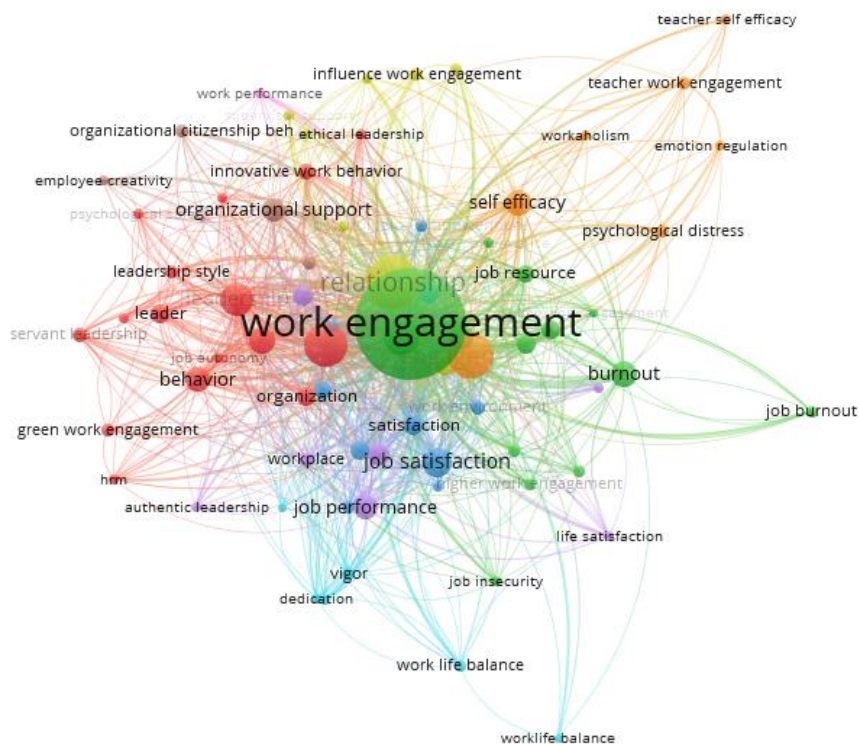 teacher self efficacy
influence work engagement
teacher work engagement
work performance
organizational citizenship beh
ethical leadership
workaholism
emotion regulation
innovative work behavior
employee creativity
organizational support
self efficacy
psychological
psychological distress
leadership style
relationship
job resource
leader
work engagement
servant leadership
job autonomy
behavior
burnout
organization
job burnout
satisfaction
green work engagement
workplace
job satisfaction
hrm
higher work engagement
authentic leadership
job performance
life satisfaction
vigor
job insecurity
dedication
work life balance
worklife balance